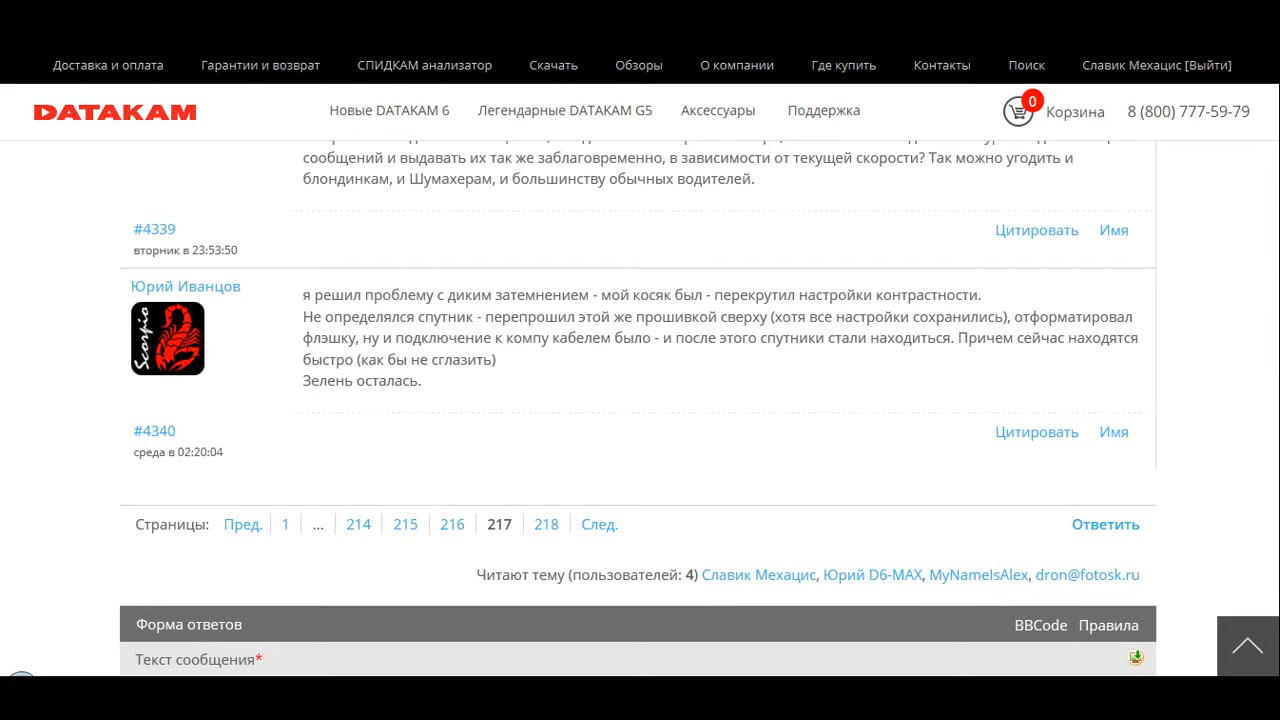 Доставка и оплата Гарантии и возврат СПИДКАМ анализатор Скачать Обзоры О компании Где купить Контакты Поиск Славик Мехацис [Выйти]
DATAKAM Новые DATAKAM 6 Легендарные DATAKAM G5 Аксессуары Поддержка 0 Корзина 8 (800) 777-59-79
сообщений и выдавать их так же заблаговременно, в зависимости от текущей скорости? Так можно угодить и
блондинкам, и Шумахерам, и большинству обычных водителей.
#4339 Цитировать Имя
вторник в 23:53:50
Юрий Иванцов
Scorpio
я решил проблему с диким затемнением - мой косяк был - перекрутил настройки контрастности.
Не определялся спутник - перепрошил этой же прошивкой сверху (хотя все настройки сохранились), отформатировал
флэшку, ну и подключение к компу кабелем было - и после этого спутники стали находиться. Причем сейчас находятся
быстро (как бы не сглазить)
Зелень осталась.
#4340 Цитировать Имя
среда в 02:20:04
Страницы: Пред. 1 ... 214 215 216 217 218 След. Ответить
Читают тему (пользователей: 4) Славик Мехацис, Юрий D6-MAX, MyNameIsAlex, dron@fotosk.ru
Форма ответов BBCode Правила
Текст сообщения*